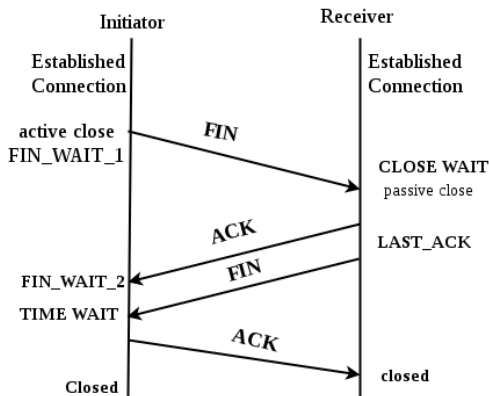 Initiator
Receiver
Established
Connection
Established
Connection
active close
FIN_WAIT_1
FIN
CLOSE WAIT
passive close
ACK
LAST_ACK
FIN_WAIT_2
FIN
TIME WAIT
ACK
closed
Closed